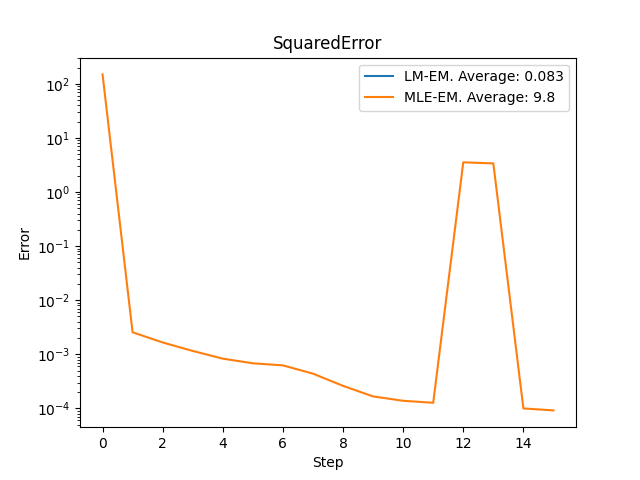 SquaredError
LM-EM. Average: 0.083
MLE-EM. Average: 9.8
Error
10²
10¹
10⁰
10⁻¹
10⁻²
10⁻³
10⁻⁴
0 2 4 6 8 10 12 14
Step